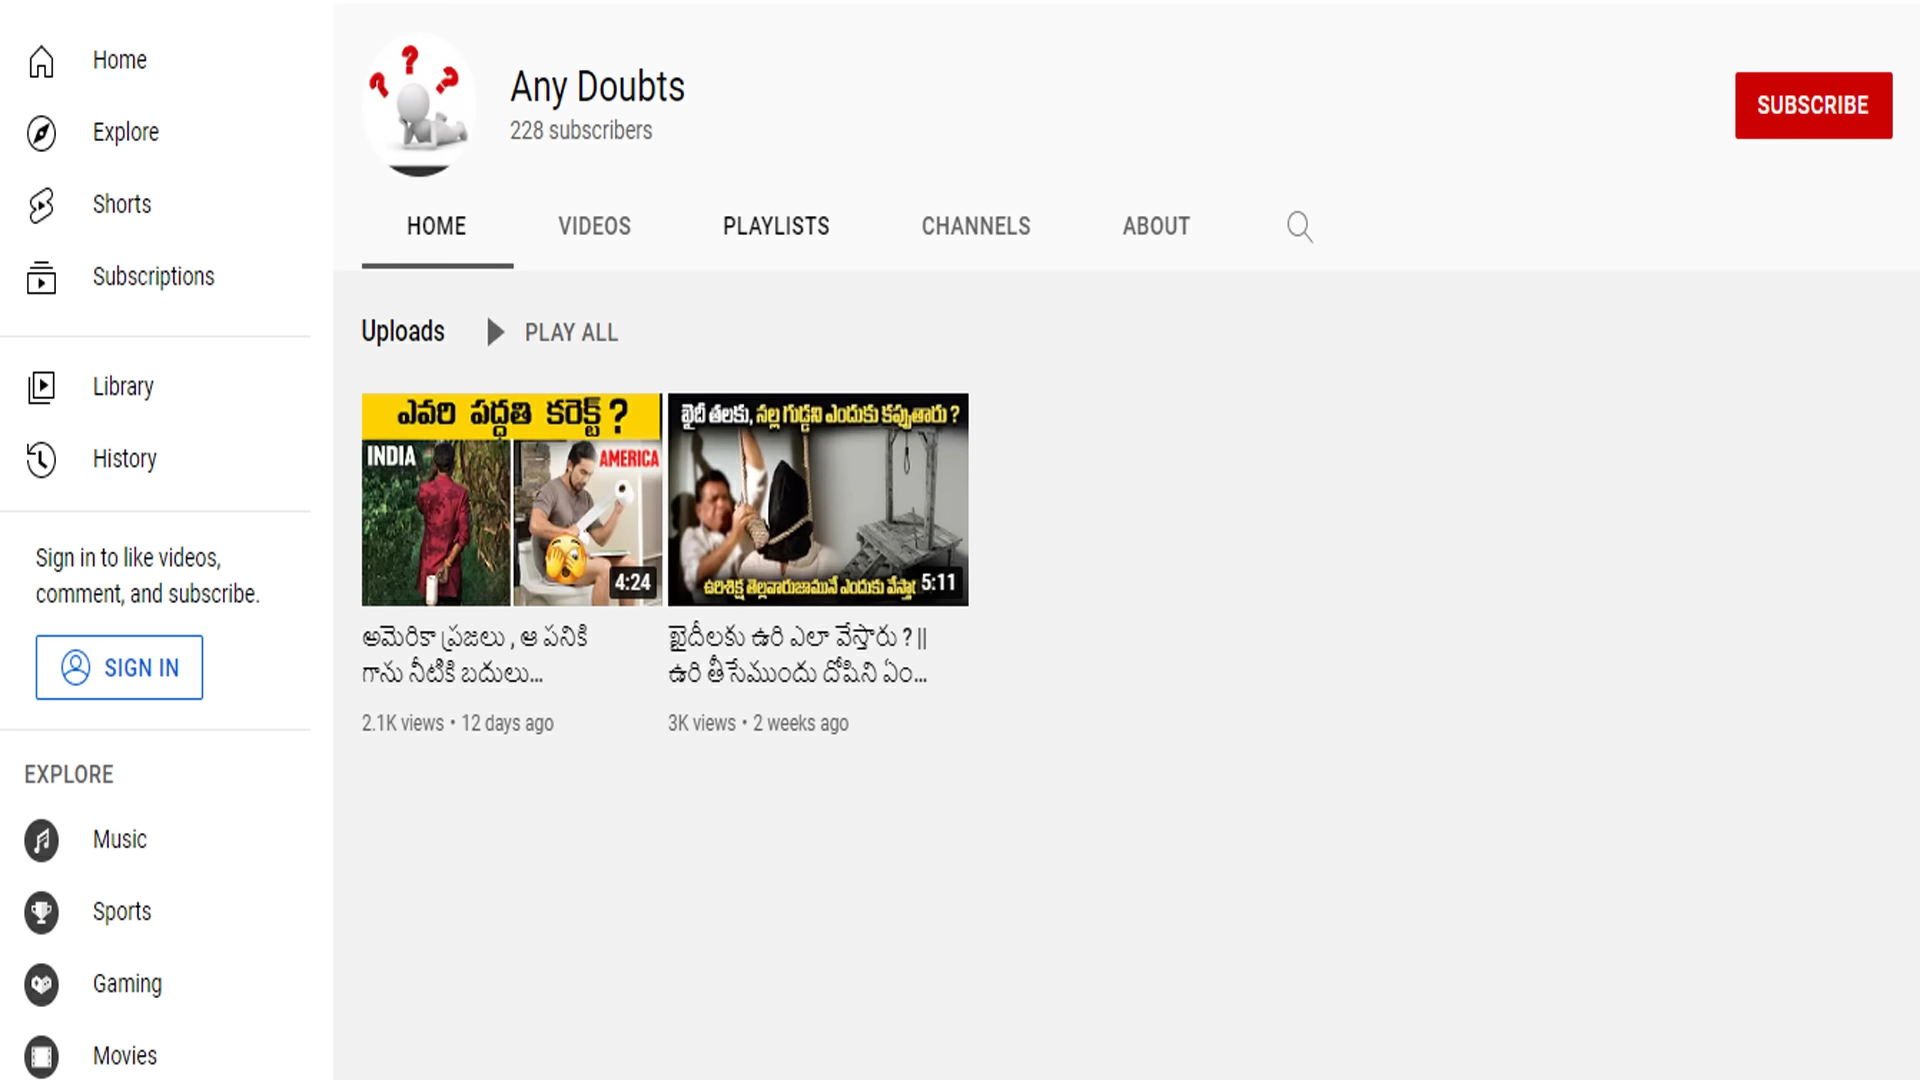 Home
Explore
Shorts
Subscriptions
Library
History
Sign in to like videos,
comment, and subscribe.
SIGN IN
EXPLORE
Music
Sports
Gaming
Movies
Any Doubts
228 subscribers
SUBSCRIBE
HOME
VIDEOS
PLAYLISTS
CHANNELS
ABOUT
Uploads
PLAY ALL
ఎవరి పద్ధతి కరెక్ట్ ?
INDIA
AMERICA
4:24
అమెరికా ప్రజలు , ఆ పనికి
గాను నీటికి బదులు...
2.1K views • 12 days ago
ఖైదీ తలకు, నల్ల గుడ్డని ఎందుకు కప్పుతారు ?
ఉరిశిక్ష తెల్లవారుజామునే ఎందుకు
5:11
ఖైదీలకు ఉరి ఎలా వేస్తారు ? ||
ఉరి తీసేముందు దోషిని ఏం...
3K views • 2 weeks ago